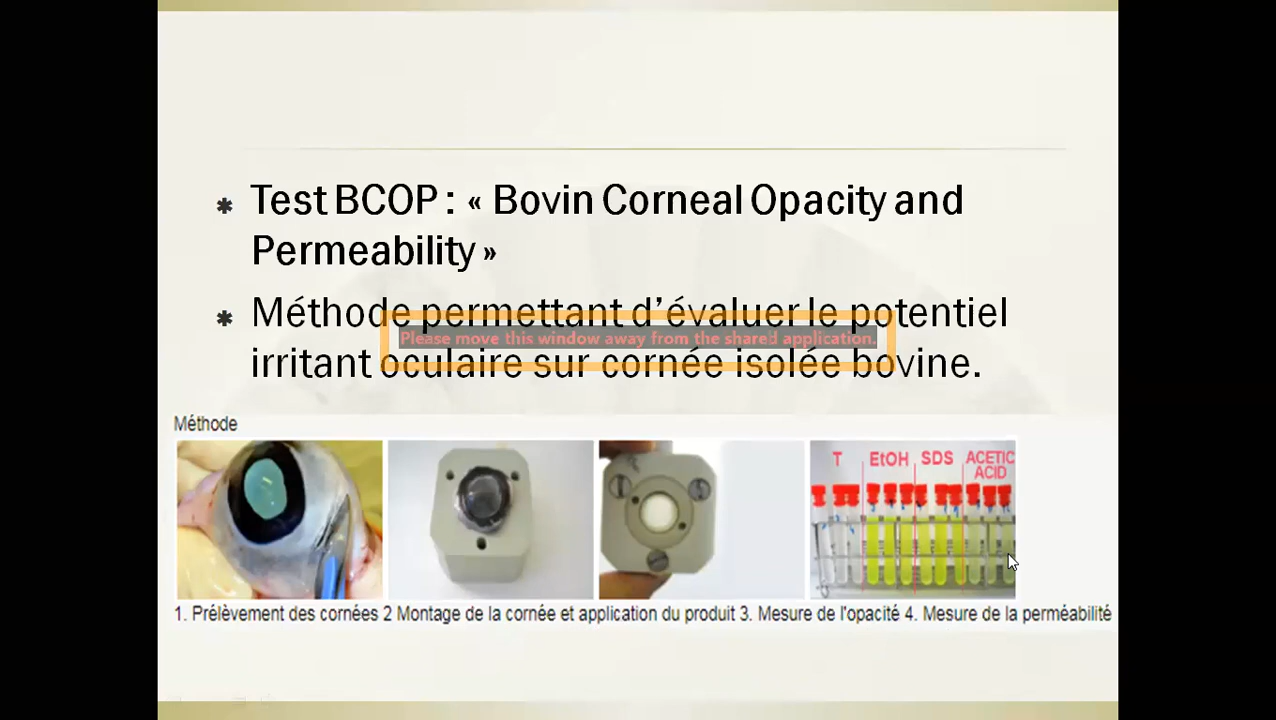 Test BCOP : « Bovin Corneal Opacity and
Permeability »
Méthode permettant d’évaluer le potentiel
Please move this window away from the shared application.
irritant oculaire sur cornée isolée bovine.
Méthode
T EtOH SDS ACETIC
ACID
1. Prélèvement des cornées 2 Montage de la cornée et application du produit 3. Mesure de l'opacité 4. Mesure de la perméabilité